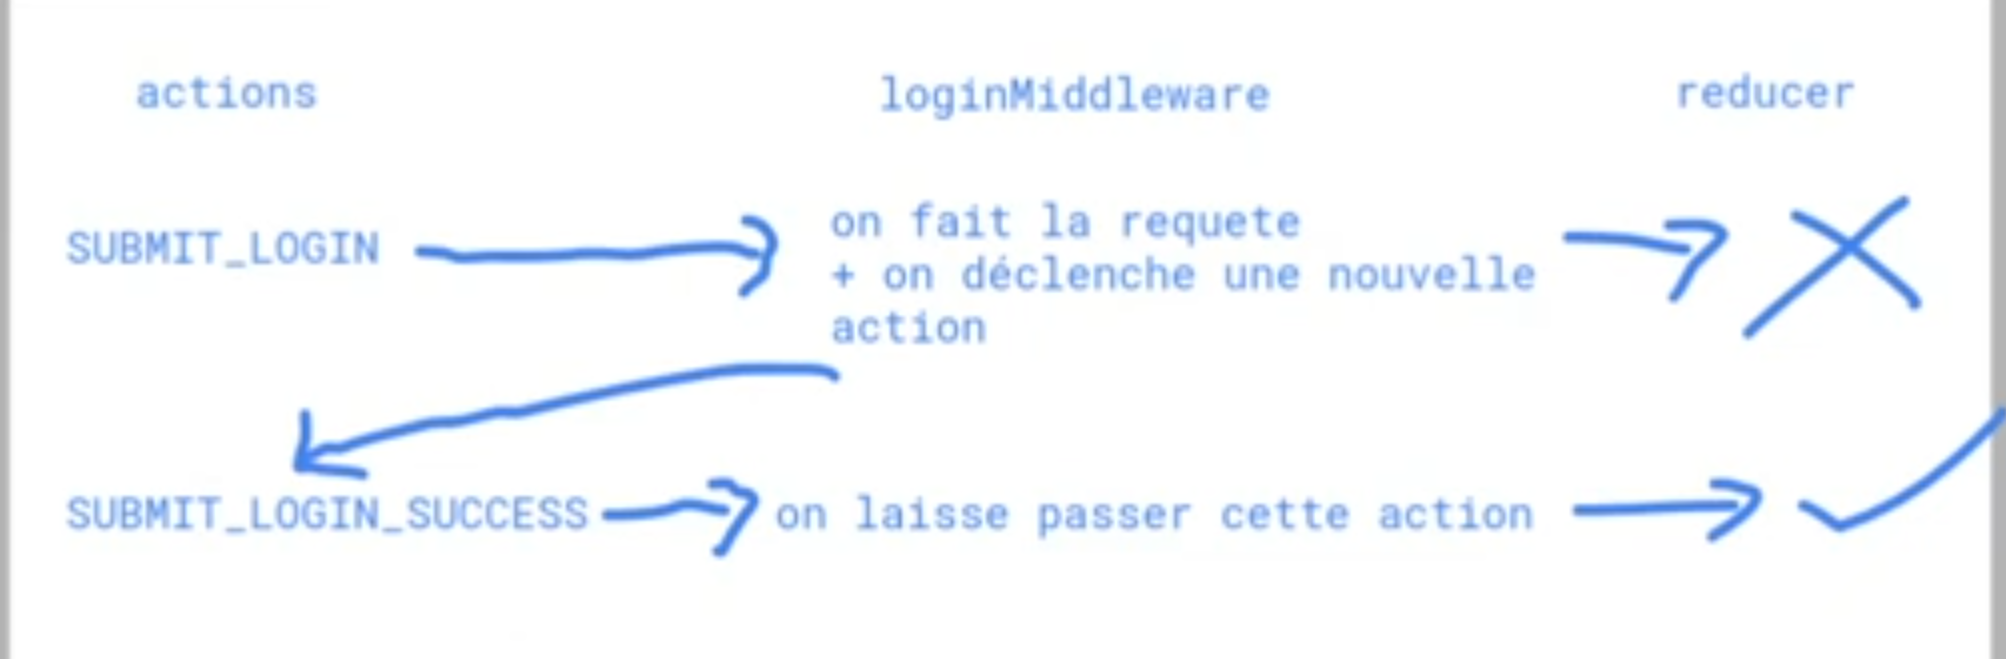 actions loginMiddleware reducer
SUBMIT_LOGIN
on fait la requete
+ on déclenche une nouvelle
action
SUBMIT_LOGIN_SUCCESS on laisse passer cette action